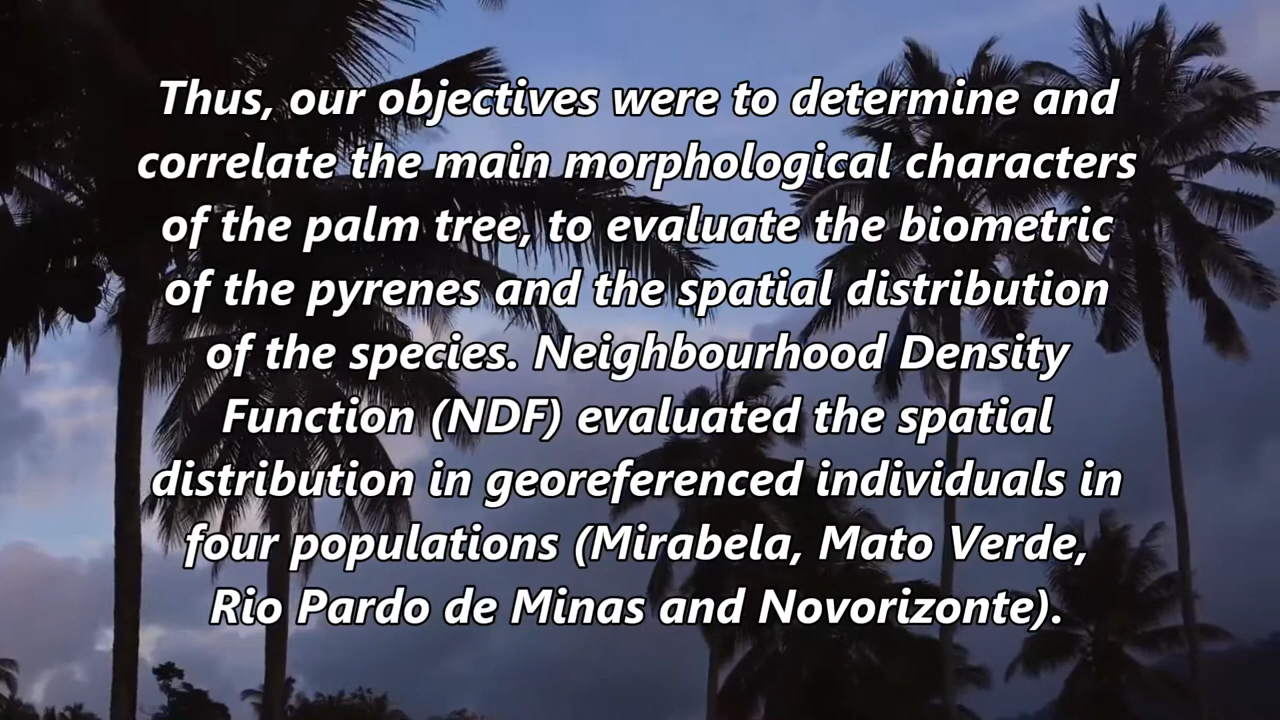 Thus, our objectives were to determine and
correlate the main morphological characters
of the palm tree, to evaluate the biometric
of the pyrenes and the spatial distribution
of the species. Neighbourhood Density
Function (NDF) evaluated the spatial
distribution in georeferenced individuals in
four populations (Mirabela, Mato Verde,
Rio Pardo de Minas and Novorizonte).